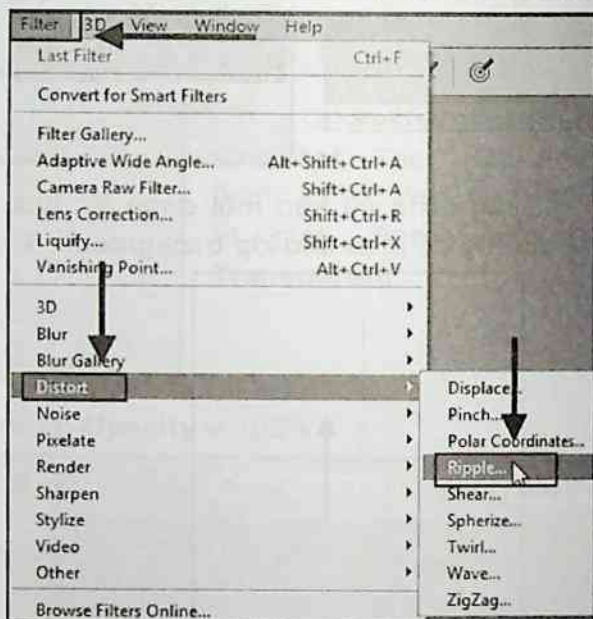 Filter 3D View Window Help
Last Filter Ctrl+F
Convert for Smart Filters
Filter Gallery...
Adaptive Wide Angle... Alt+Shift+Ctrl+A
Camera Raw Filter... Shift+Ctrl+A
Lens Correction... Shift+Ctrl+R
Liquify... Shift+Ctrl+X
Vanishing Point... Alt+Ctrl+V
3D
Blur
Blur Gallery
Distort
Noise
Pixelate
Render
Sharpen
Stylize
Video
Other
Browse Filters Online...
Displace...
Pinch...
Polar Coordinates...
Ripple...
Shear...
Spherize...
Twirl...
Wave...
ZigZag...